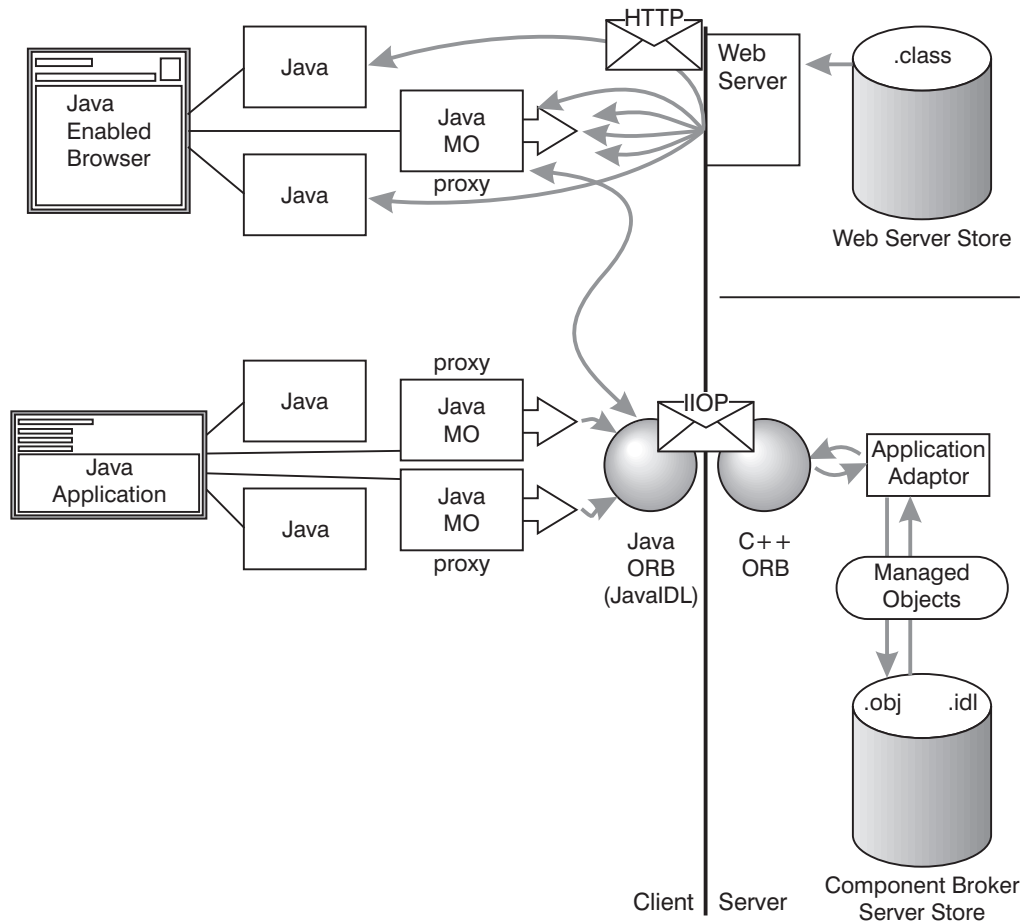 HTTP
Java
Web
Server
.class
Java
Enabled
Browser
Java
MO
proxy
Java
Web Server Store
proxy
Java
Java
MO
IIOP
Java
Application
Application
Adaptor
Java
MO
Java
proxy
Java
ORB
(JavaIDL)
C++
ORB
Managed
Objects
.obj .idl
Client Server
Component Broker
Server Store